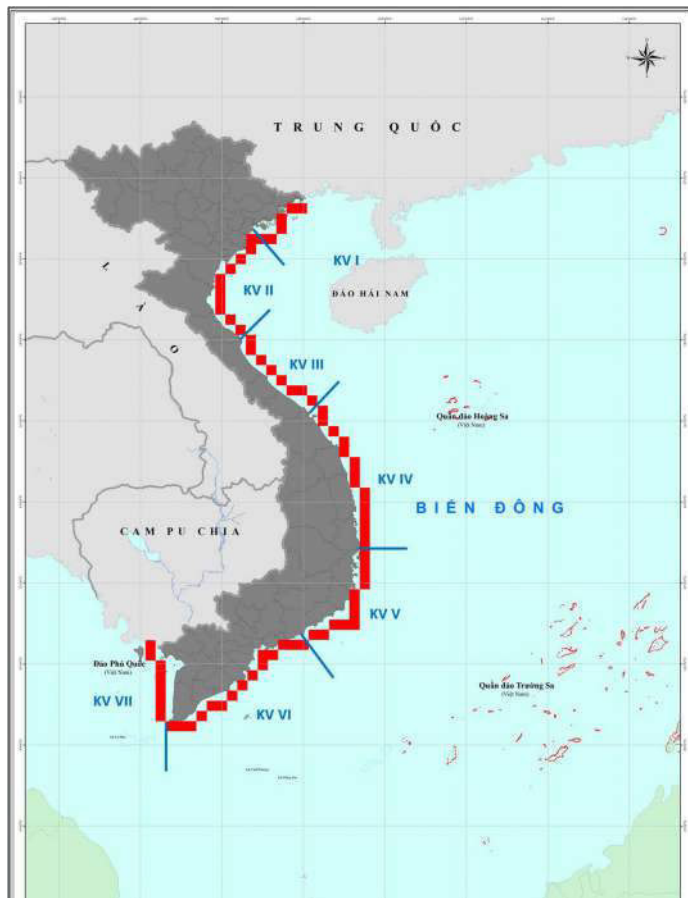 TRUNG QUỐC
KV I
LÀO
KV II
ĐẢO HẢI NAM
KV III
Quần đảo Hoàng Sa
(Việt Nam)
KV IV
BIỂN ĐÔNG
CAM PU CHIA
KV V
Đảo Phú Quốc
(Việt Nam)
Quần đảo Trường Sa
(Việt Nam)
KV VII
KV VI